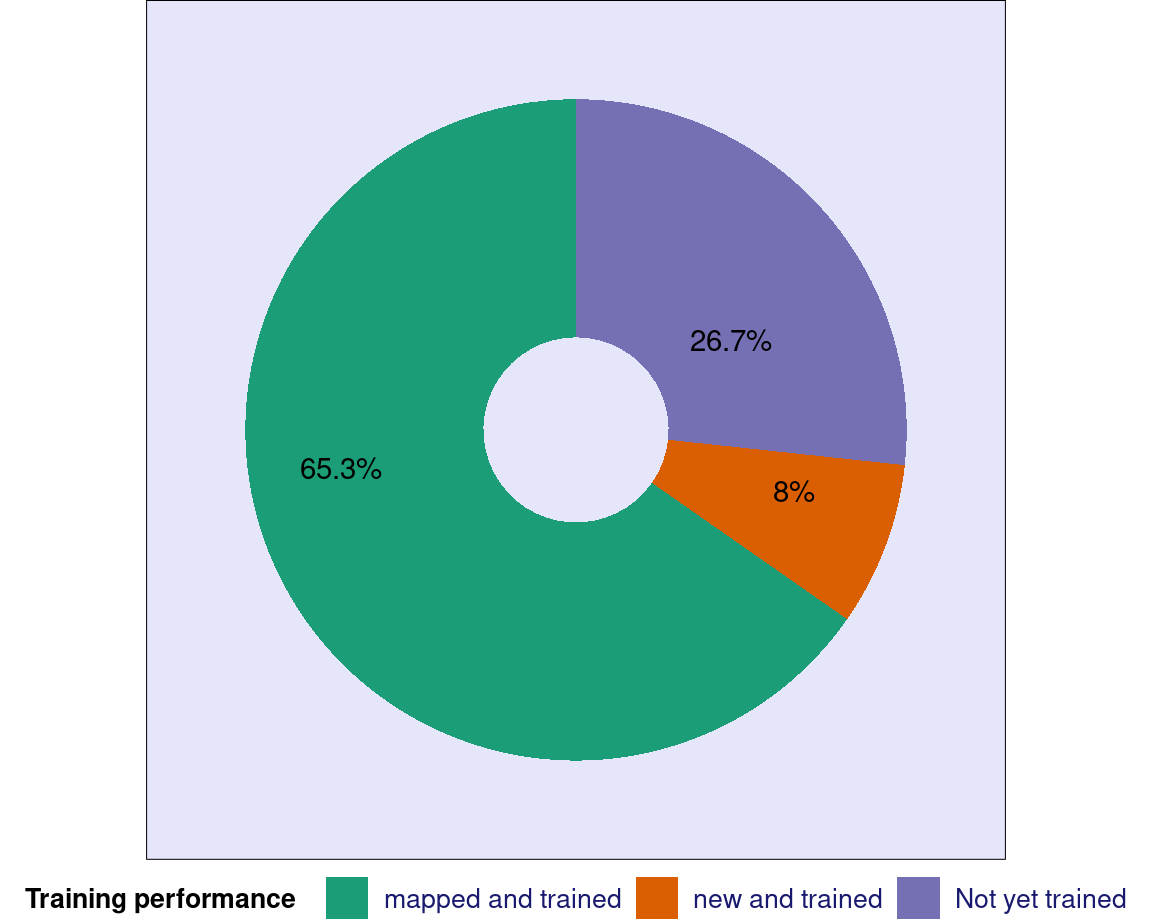 26.7%
65.3%
8%
Training performance mapped and trained new and trained Not yet trained